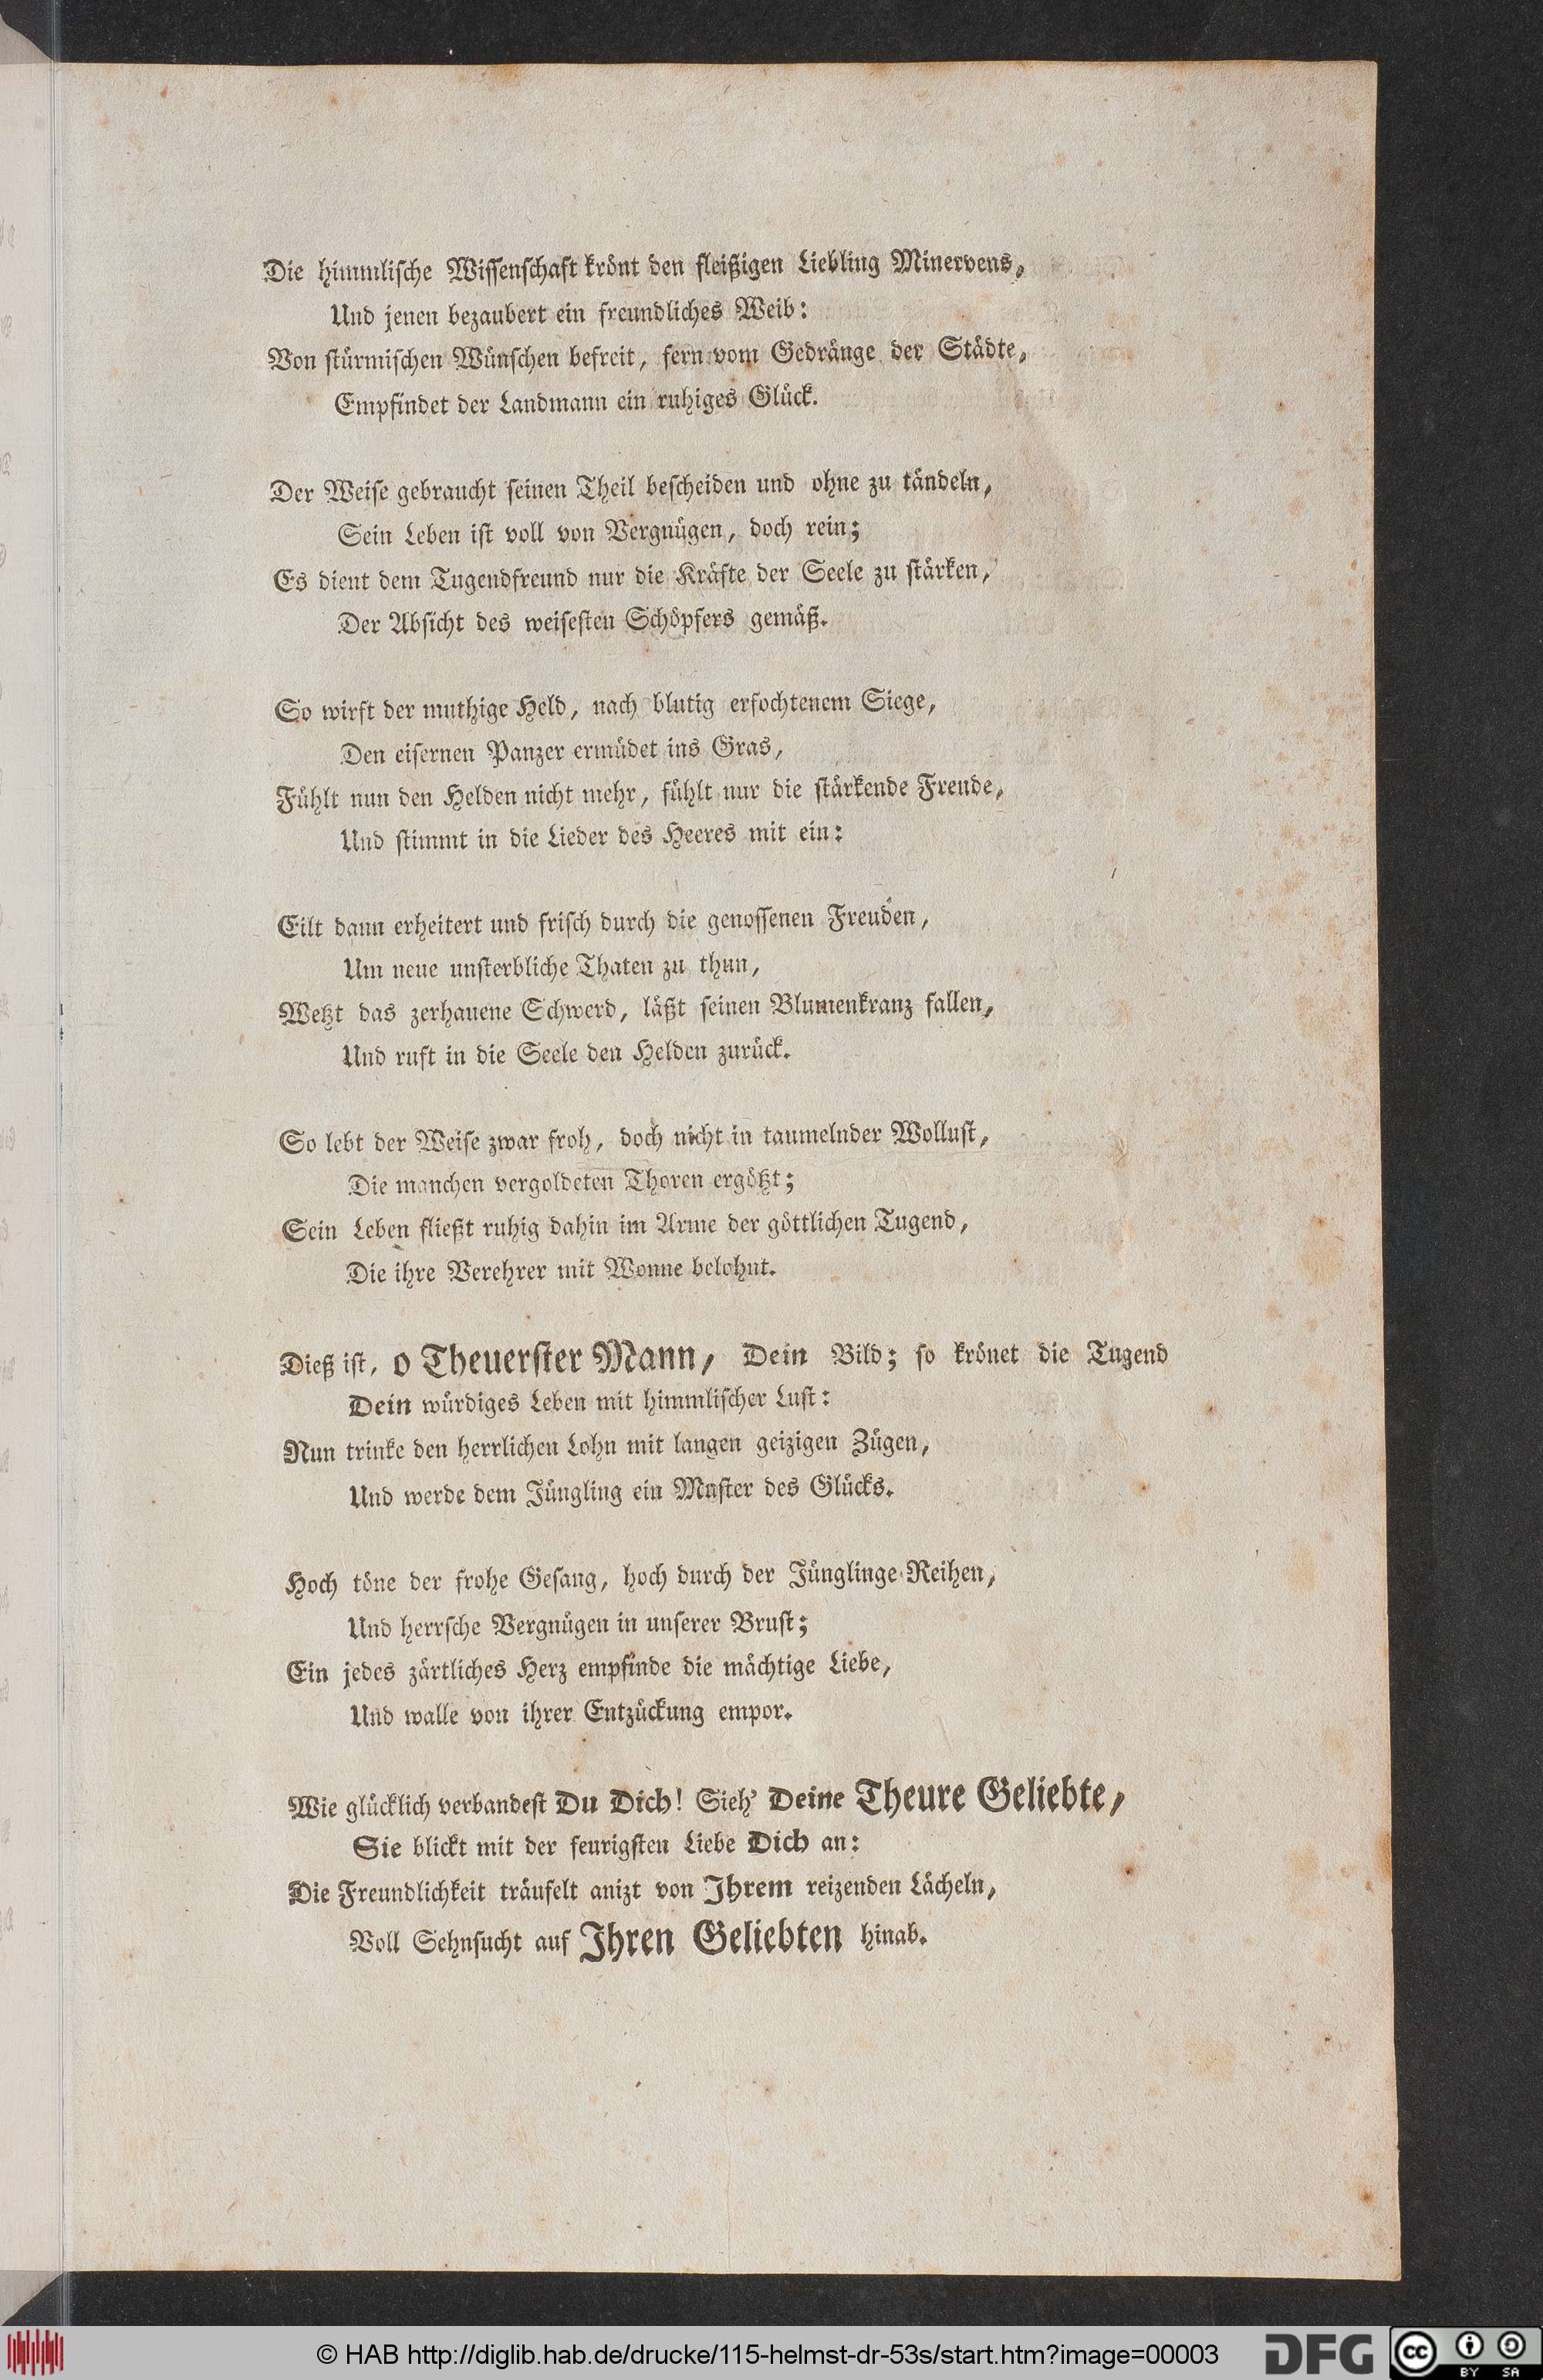 Die himmlische Wissenschaft krönt den fleißigen Liebling Minervens,
Und jenen bezaubert ein freundliches Weib:
Von stürmischen Wünschen befreit, fern vom Gedränge der Städte,
Empfindet der Landmann ein ruhiges Glück.
Der Weise gebraucht seinen Theil bescheiden und ohne zu tändeln,
Sein Leben ist voll von Vergnügen, doch rein;
Es dient dem Tugendfreund nur die Kräfte der Seele zu stärken,
Der Absicht des weisesten Schöpfers gemäß.
So wirft der muthige Held, nach blutig erfochtenem Siege,
Den eisernen Panzer ermüdet ins Gras,
Fühlt nun den Helden nicht mehr, fühlt nur die stärkende Freude,
Und stimmt in die Lieder des Heeres mit ein:
Eilt dann erheitert und frisch durch die genossenen Freuden,
Um neue unsterbliche Thaten zu thun,
Wetzt das zerhauene Schwerd, läßt seinen Blumenkranz fallen,
Und ruft in die Seele den Helden zurück.
So lebt der Weise zwar froh, doch nicht in taumelnder Wollust,
Die manchen vergoldeten Thoren ergötzt;
Sein Leben fließt ruhig dahin im Arme der göttlichen Tugend,
Die ihre Verehrer mit Wonne belohnt.
Dieß ist, o Theuerster Mann, Dein Bild; so krönet die Tugend
Dein würdiges Leben mit himmlischer Lust:
Nun trinke den herrlichen Lohn mit langen geizigen Zügen,
Und werde dem Jüngling ein Muster des Glücks.
Hoch töne der frohe Gesang, hoch durch der Jünglinge Reihen,
Und herrsche Vergnügen in unserer Brust;
Ein jedes zärtliches Herz empfinde die mächtige Liebe,
Und walle von ihrer Entzückung empor.
Wie glücklich verbandest Du Dich! Sieh' Deine Theure Geliebte,
Sie blickt mit der feurigsten Liebe Dich an:
Die Freundlichkeit träufelt anizt von Ihrem reizenden Lächeln,
Voll Sehnsucht auf Ihren Geliebten hinab.
© HAB http://diglib.hab.de/drucke/115-helmst-dr-53s/start.htm?image=00003
DFG
cc BY SA